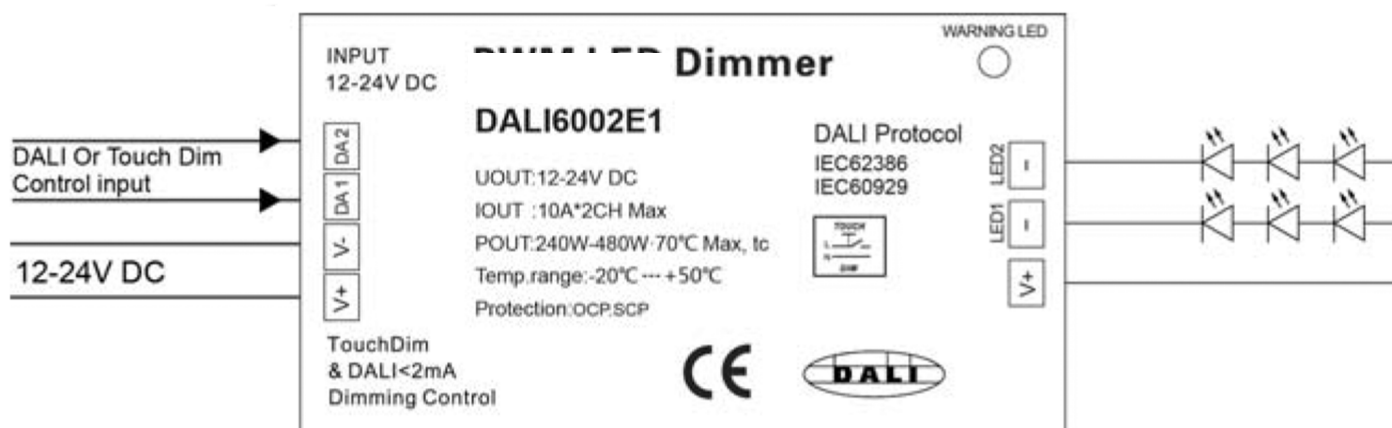 WARNING LED
INPUT
12-24V DC
Dimmer
DALI6002E1
DALI Protocol
IEC62386
IEC60929
DALI Or Touch Dim
Control input
12-24V DC
DA2
DA1
V-
V+
UOUT:12-24V DC
IOUT :10A*2CH Max
POUT:240W-480W·70℃ Max, tc
Temp.range:-20℃---+50℃
Protection:OCP.SCP
TOUCH
L
N
DIM
LED2
-
LED1
-
V+
TouchDim
& DALI<2mA
Dimming Control
CE
DALI